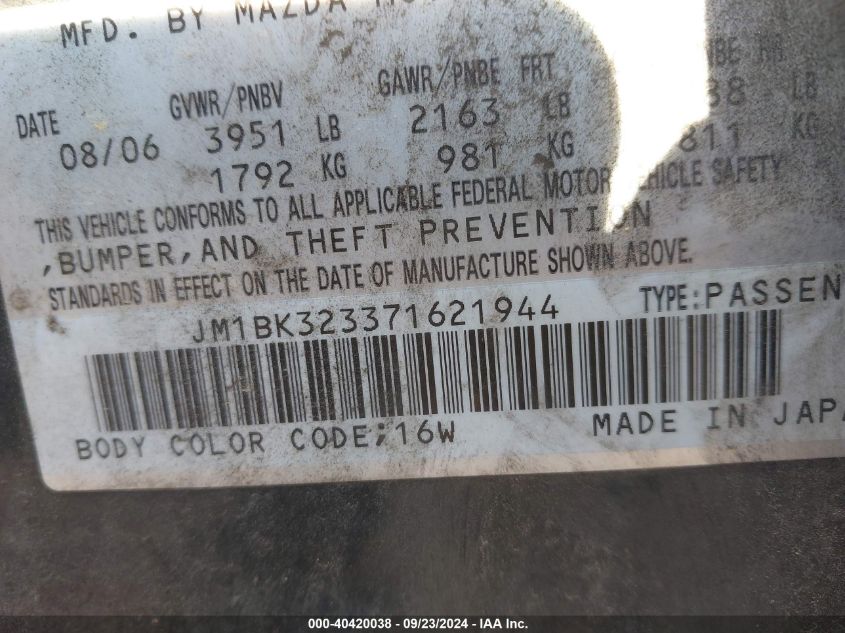 MFD. BY MAZDA
DATE GVWR/PNBV GAWR/PNBE FRT
08/06 3951 LB 2163 LB LB
1792 KG 981 KG 811 KG
THIS VEHICLE CONFORMS TO ALL APPLICABLE FEDERAL MOTOR VEHICLE SAFETY
,BUMPER,AND THEFT PREVENTION
STANDARDS IN EFFECT ON THE DATE OF MANUFACTURE SHOWN ABOVE.
JM1BK323371621944 TYPE:PASSEN
BODY COLOR CODE;16W MADE IN JAPA
000-40420038 - 09/23/2024 - IAA Inc.